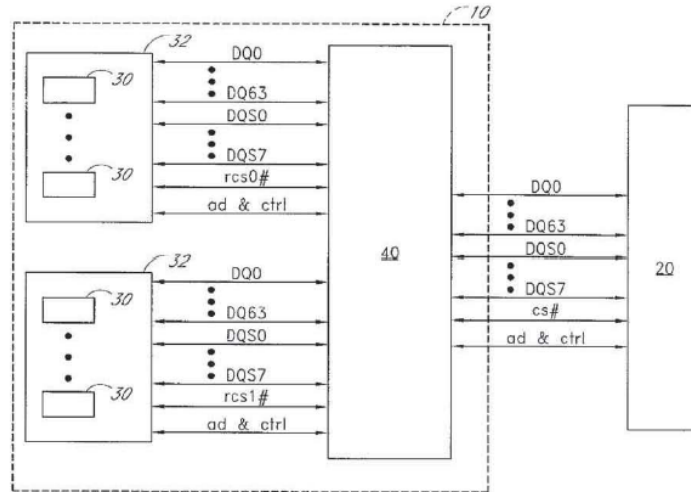 10
32
30
30
DQ0
DQ63
DQS0
DQS7
rcs0#
ad & ctrl
32
30
30
DQ0
DQ63
DQS0
DQS7
rcs1#
ad & ctrl
40
DQ0
DQ63
DQS0
DQS7
cs#
ad & ctrl
20